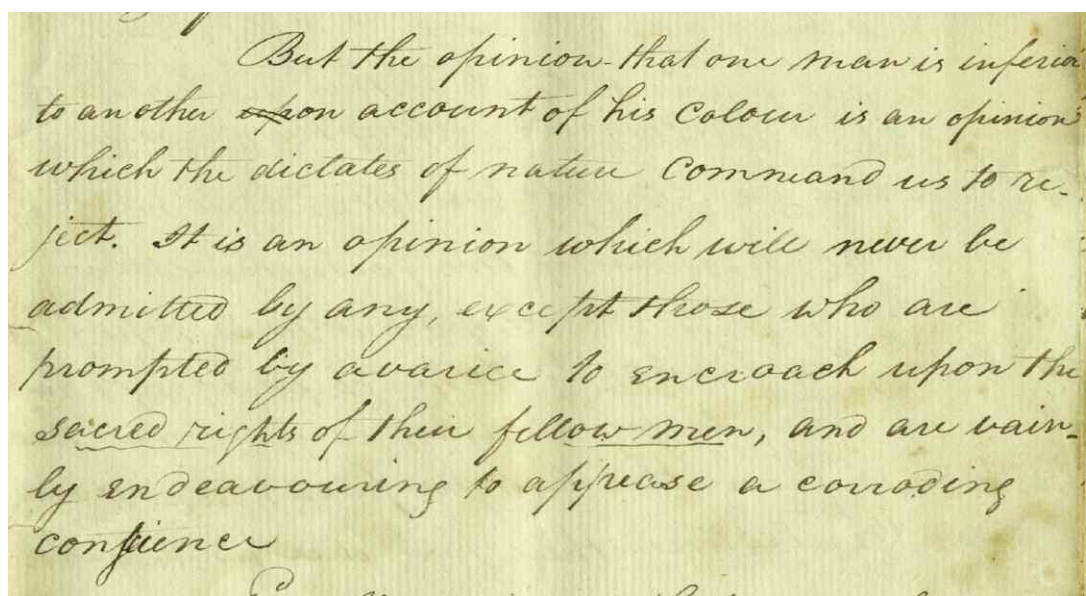 But the opinion that one man is inferior
to another upon account of his Colour is an opinion
which the dictates of nature Command us to re-
ject. It is an opinion which will never be
admitted by any, except those who are
prompted by avarice to encroach upon the
sacred rights of their fellow men, and are vain-
ly endeavouring to appease a corroding
consience